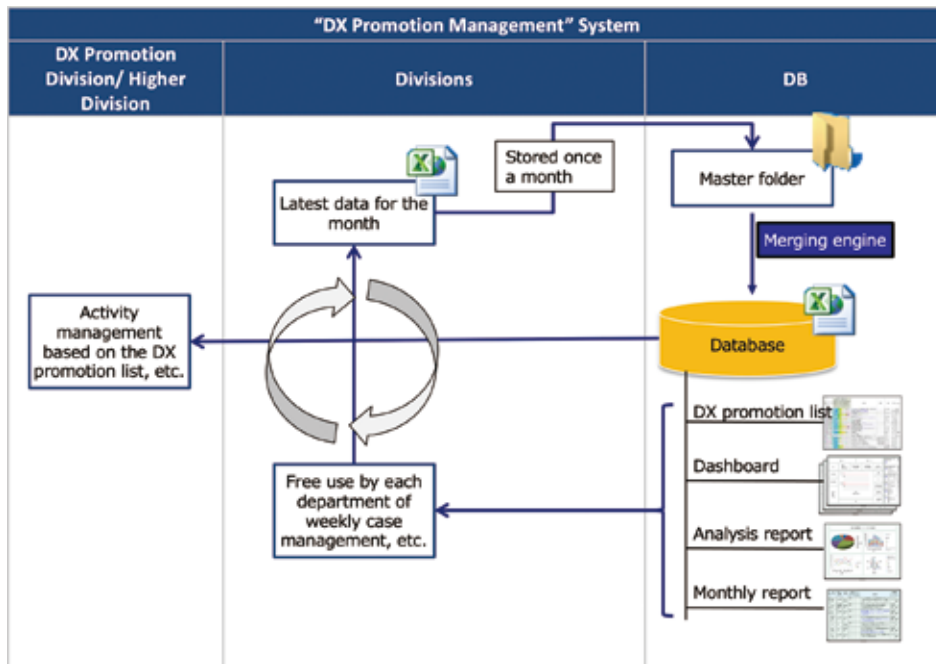 “DX Promotion Management” System
DX Promotion
Division/ Higher
Division
Divisions
DB
Latest data for the
month
Stored once
a month
Master folder
Merging engine
Activity
management
based on the DX
promotion list, etc.
Database
DX promotion list
Dashboard
Analysis report
Monthly report
Free use by each
department of
weekly case
management, etc.